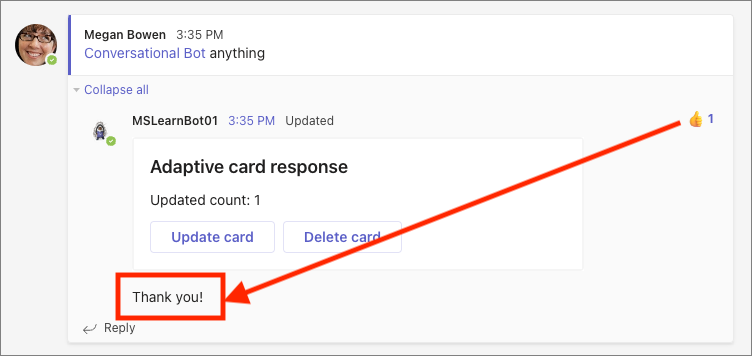 Megan Bowen 3:35 PM
Conversational Bot anything
Collapse all
MSLearnBot01 3:35 PM Updated 👍 1
Adaptive card response
Updated count: 1
Update card Delete card
Thank you!
Reply